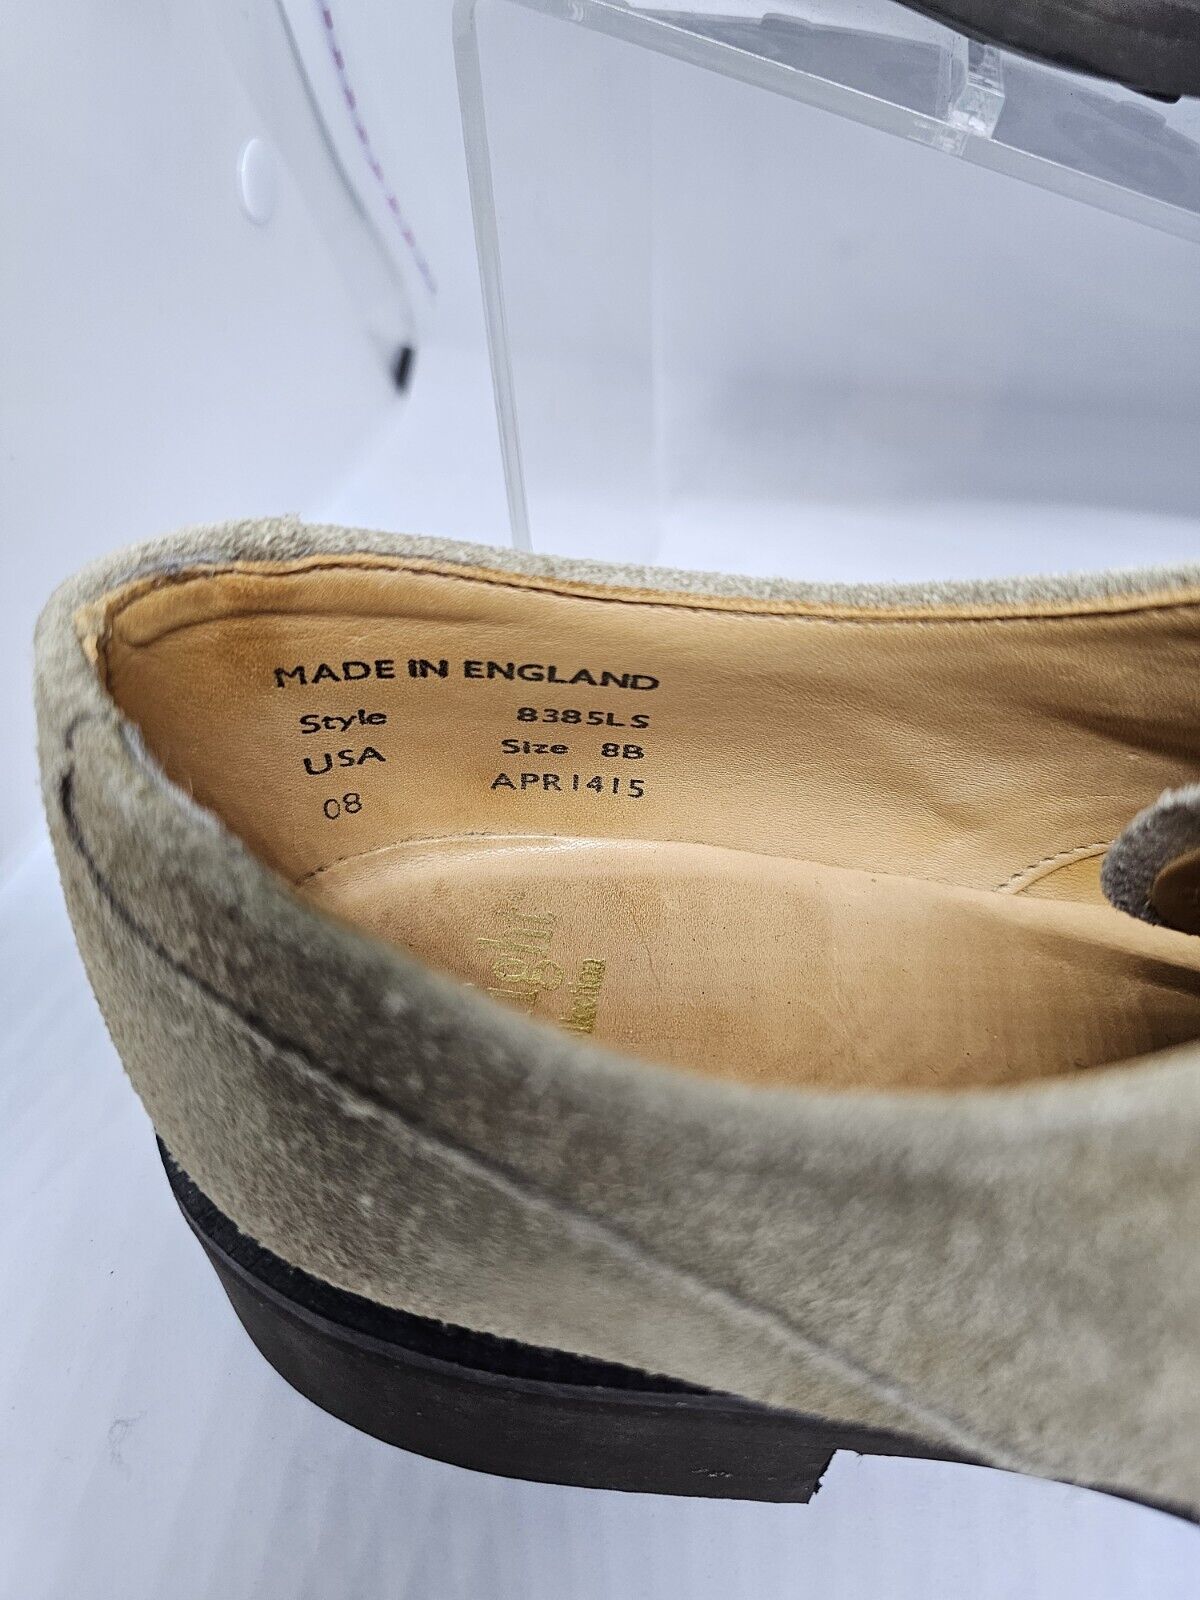 MADE IN ENGLAND
Style 8385LS
USA Size 8B
08 APR1415